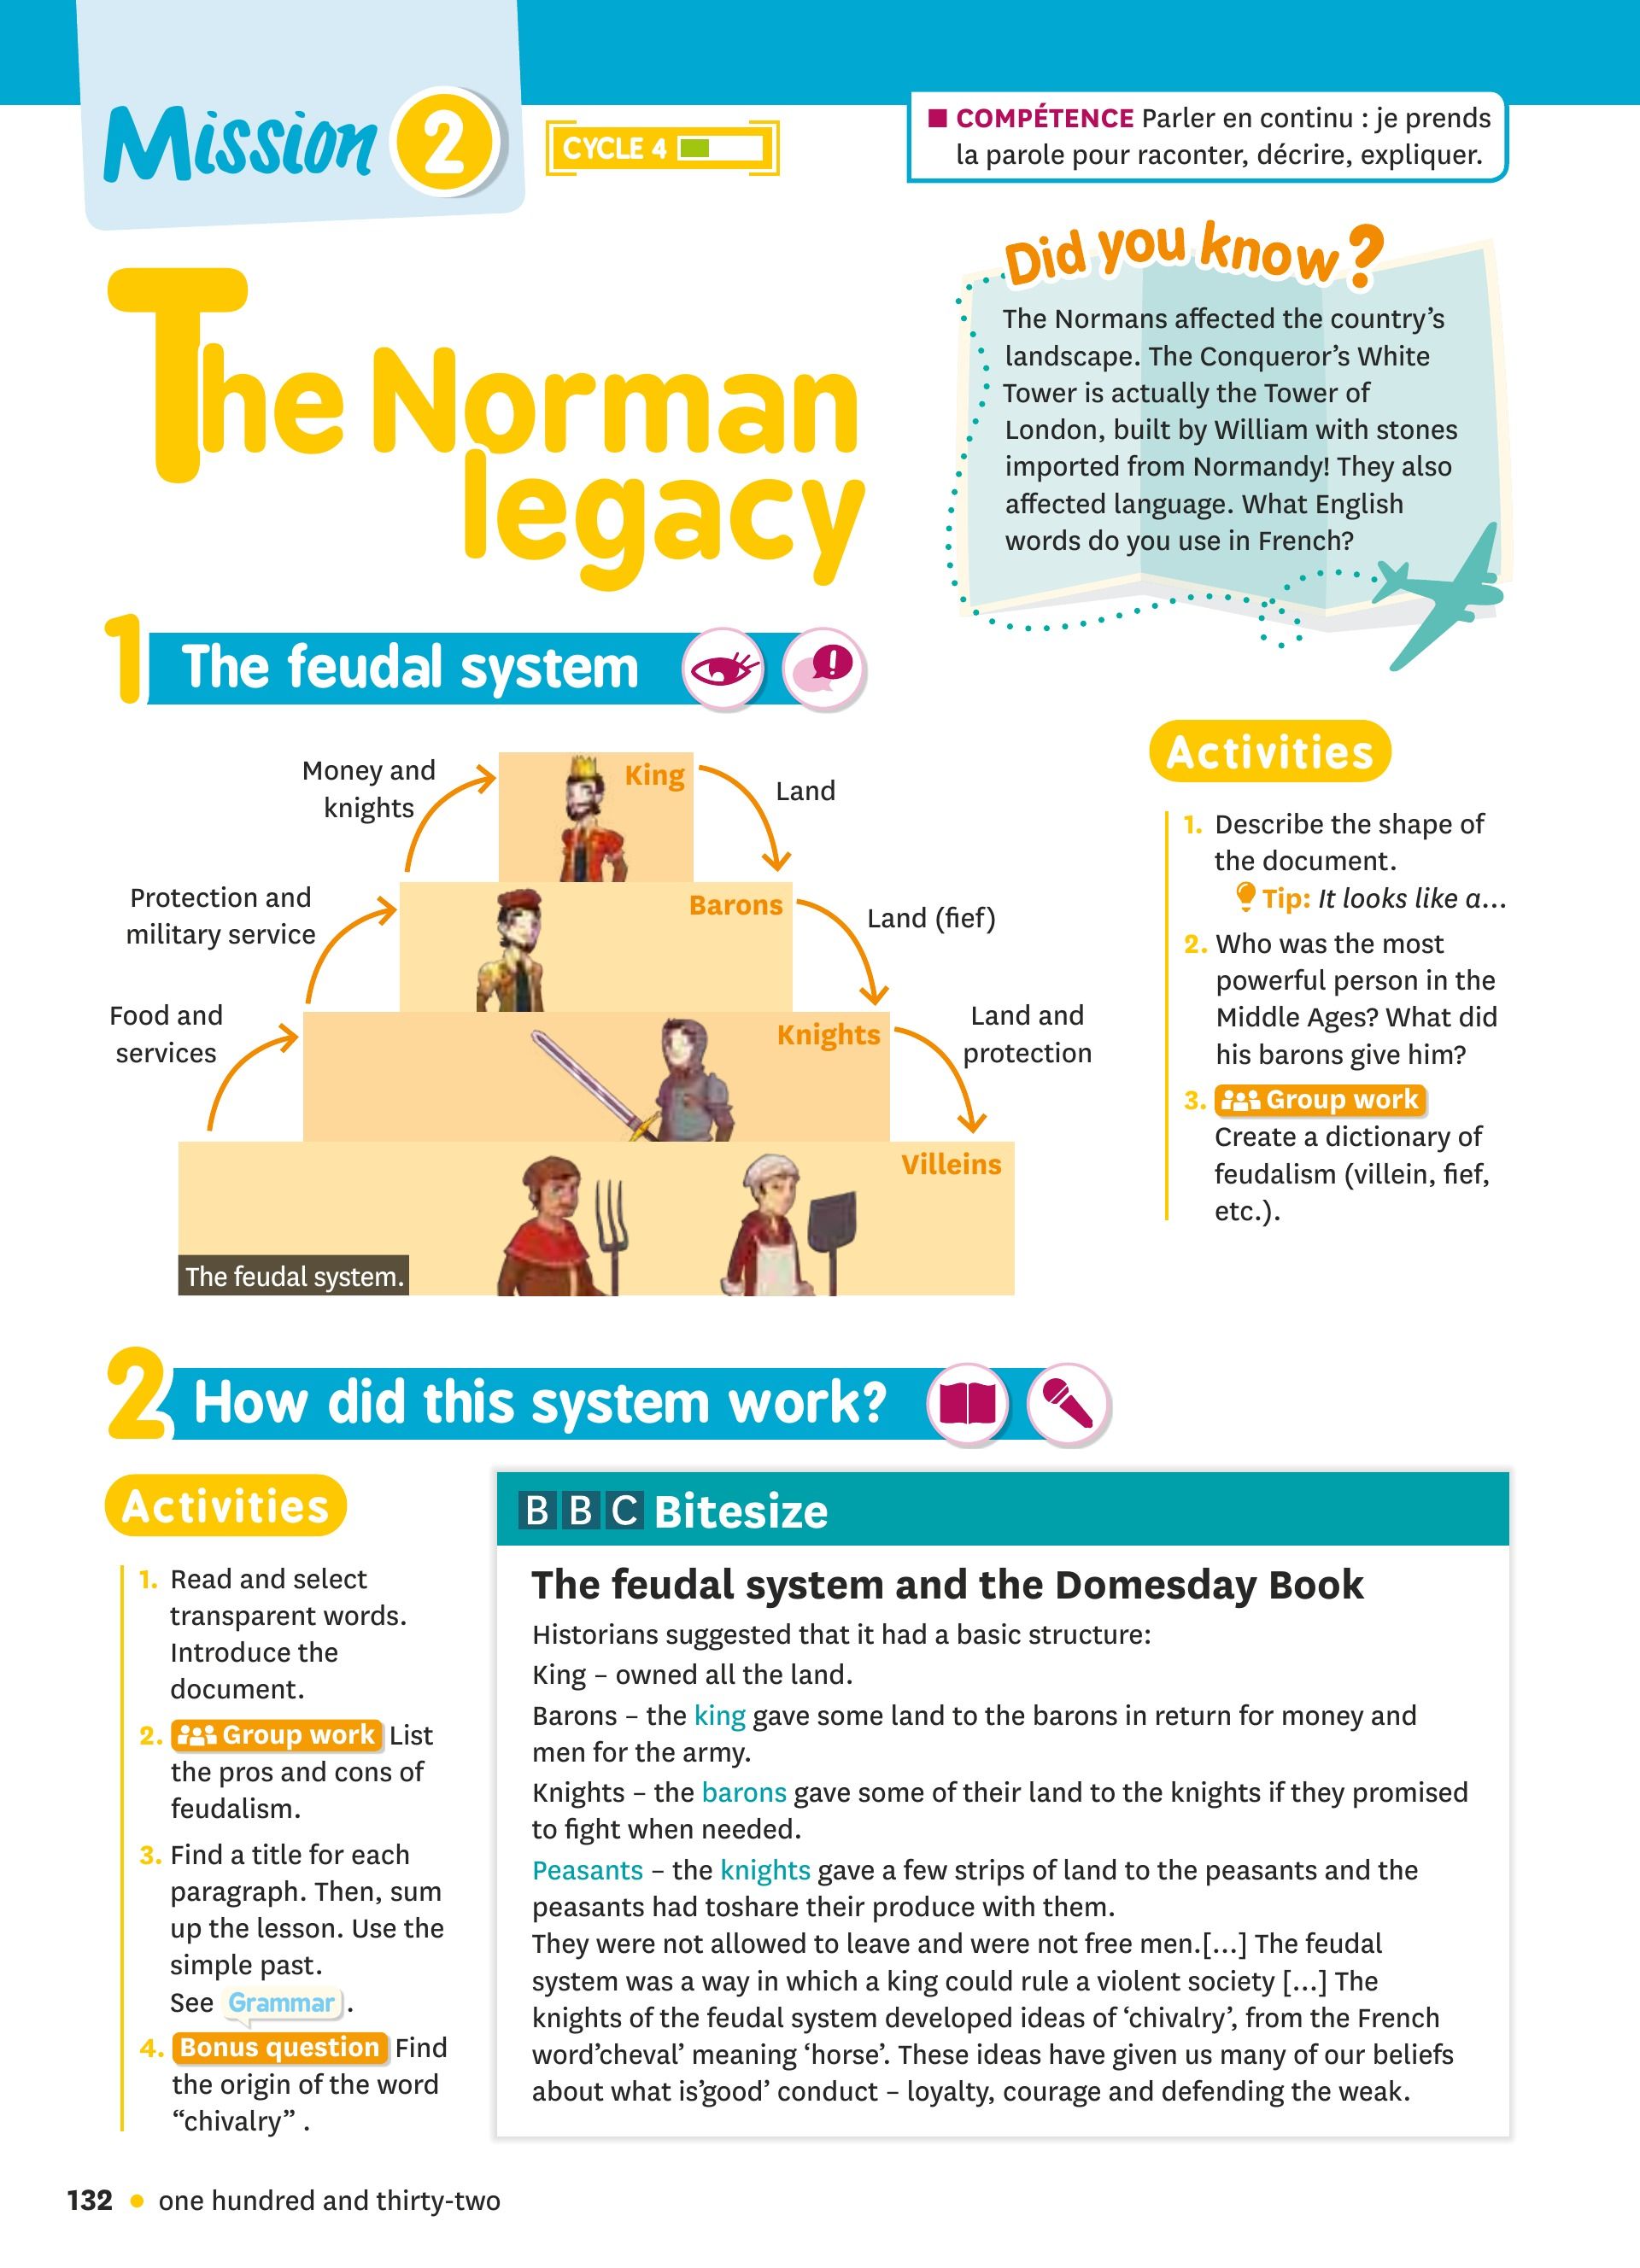 Mission 2
CYCLE 4
■ COMPÉTENCE Parler en continu : je prends
la parole pour raconter, décrire, expliquer.
The Norman
legacy
Did you know?
The Normans affected the country’s
landscape. The Conqueror’s White
Tower is actually the Tower of
London, built by William with stones
imported from Normandy! They also
affected language. What English
words do you use in French?
1 The feudal system
Money and
knights
King
Land
Protection and
military service
Barons
Land (fief)
Food and
services
Knights
Land and
protection
Villeins
The feudal system.
Activities
1. Describe the shape of
the document.
Tip: It looks like a...
2. Who was the most
powerful person in the
Middle Ages? What did
his barons give him?
3. Group work
Create a dictionary of
feudalism (villein, fief,
etc.).
2 How did this system work?
Activities
1. Read and select
transparent words.
Introduce the
document.
2. Group work List
the pros and cons of
feudalism.
3. Find a title for each
paragraph. Then, sum
up the lesson. Use the
simple past.
See Grammar.
4. Bonus question Find
the origin of the word
“chivalry” .
BBC Bitesize
The feudal system and the Domesday Book
Historians suggested that it had a basic structure:
King – owned all the land.
Barons – the king gave some land to the barons in return for money and
men for the army.
Knights – the barons gave some of their land to the knights if they promised
to fight when needed.
Peasants – the knights gave a few strips of land to the peasants and the
peasants had toshare their produce with them.
They were not allowed to leave and were not free men.[...] The feudal
system was a way in which a king could rule a violent society [...] The
knights of the feudal system developed ideas of ‘chivalry’, from the French
word’cheval’ meaning ‘horse’. These ideas have given us many of our beliefs
about what is’good’ conduct – loyalty, courage and defending the weak.
132 • one hundred and thirty-two